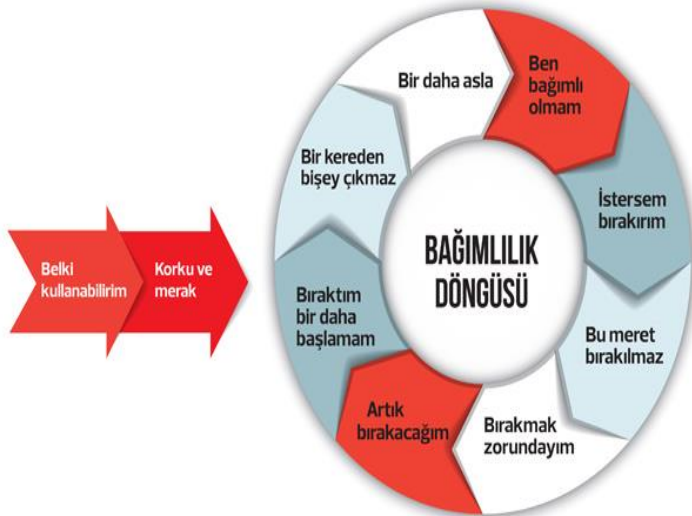 Belki
kullanabilirim
Korku ve
merak
BAĞIMLILIK
DÖNGÜSÜ
Bir kereden
bişey çıkmaz
Bir daha asla
Ben
bağımlı
olmam
İstersem
bırakırım
Bu meret
bırakılmaz
Bırakmak
zorundayım
Artık
bırakacağım
Bıraktım
bir daha
başlamam